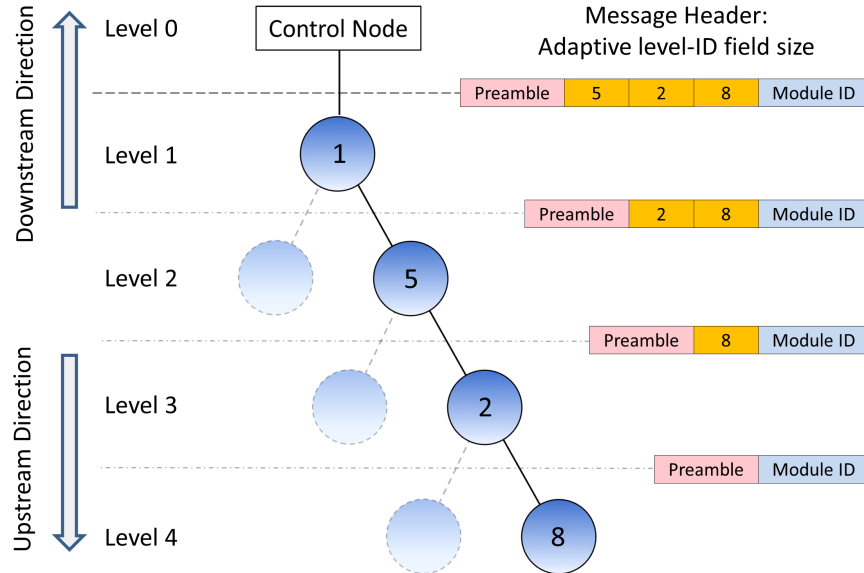 Message Header:
Adaptive level-ID field size
Downstream Direction
Level 0
Control Node
Preamble 5 2 8 Module ID
Level 1
1
Preamble 2 8 Module ID
Level 2
5
Preamble 8 Module ID
Upstream Direction
Level 3
2
Preamble Module ID
Level 4
8